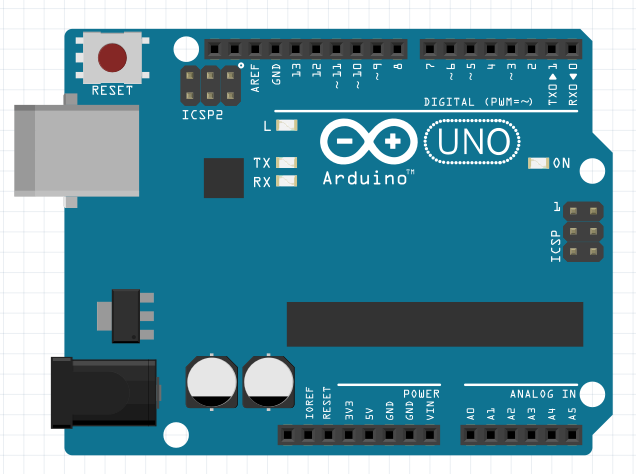 RESET
ICSP2
AREF
GND
13
12
~11
~10
~9
8
7
~6
~5
4
~3
2
TX0▶1
RX0◀0
DIGITAL (PWM=~)
L
TX
RX
UNO
Arduino™
ON
1
ICSP
POWER
ANALOG IN
IOREF
RESET
3V3
5V
GND
GND
VIN
A0
A1
A2
A3
A4
A5